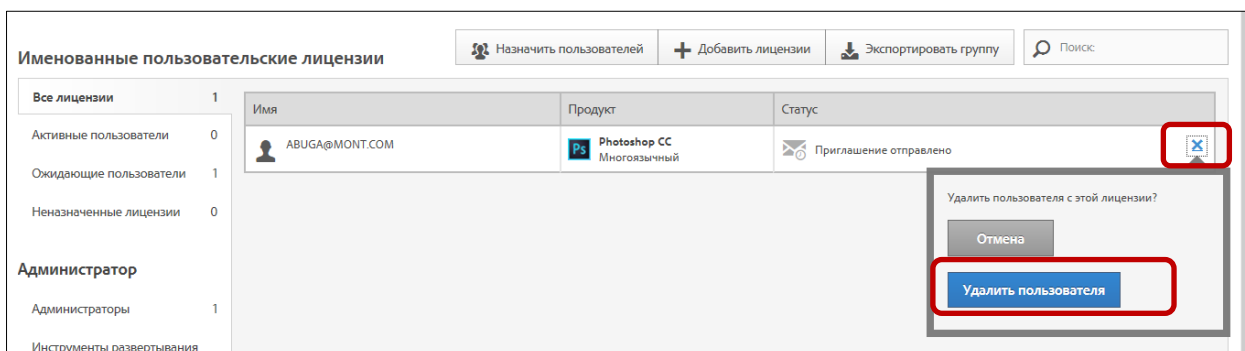 Именованные пользовательские лицензии
Назначить пользователей
Добавить лицензии
Экспортировать группу
Поиск:
Все лицензии 1
Активные пользователи 0
Ожидающие пользователи 1
Неназначенные лицензии 0
Администратор
Администраторы 1
Инструменты развертывания
Имя Продукт Статус
ABUGA@MONT.COM
Ps
Photoshop CC
Многоязычный
Приглашение отправлено
Удалить пользователя с этой лицензии?
Отмена
Удалить пользователя